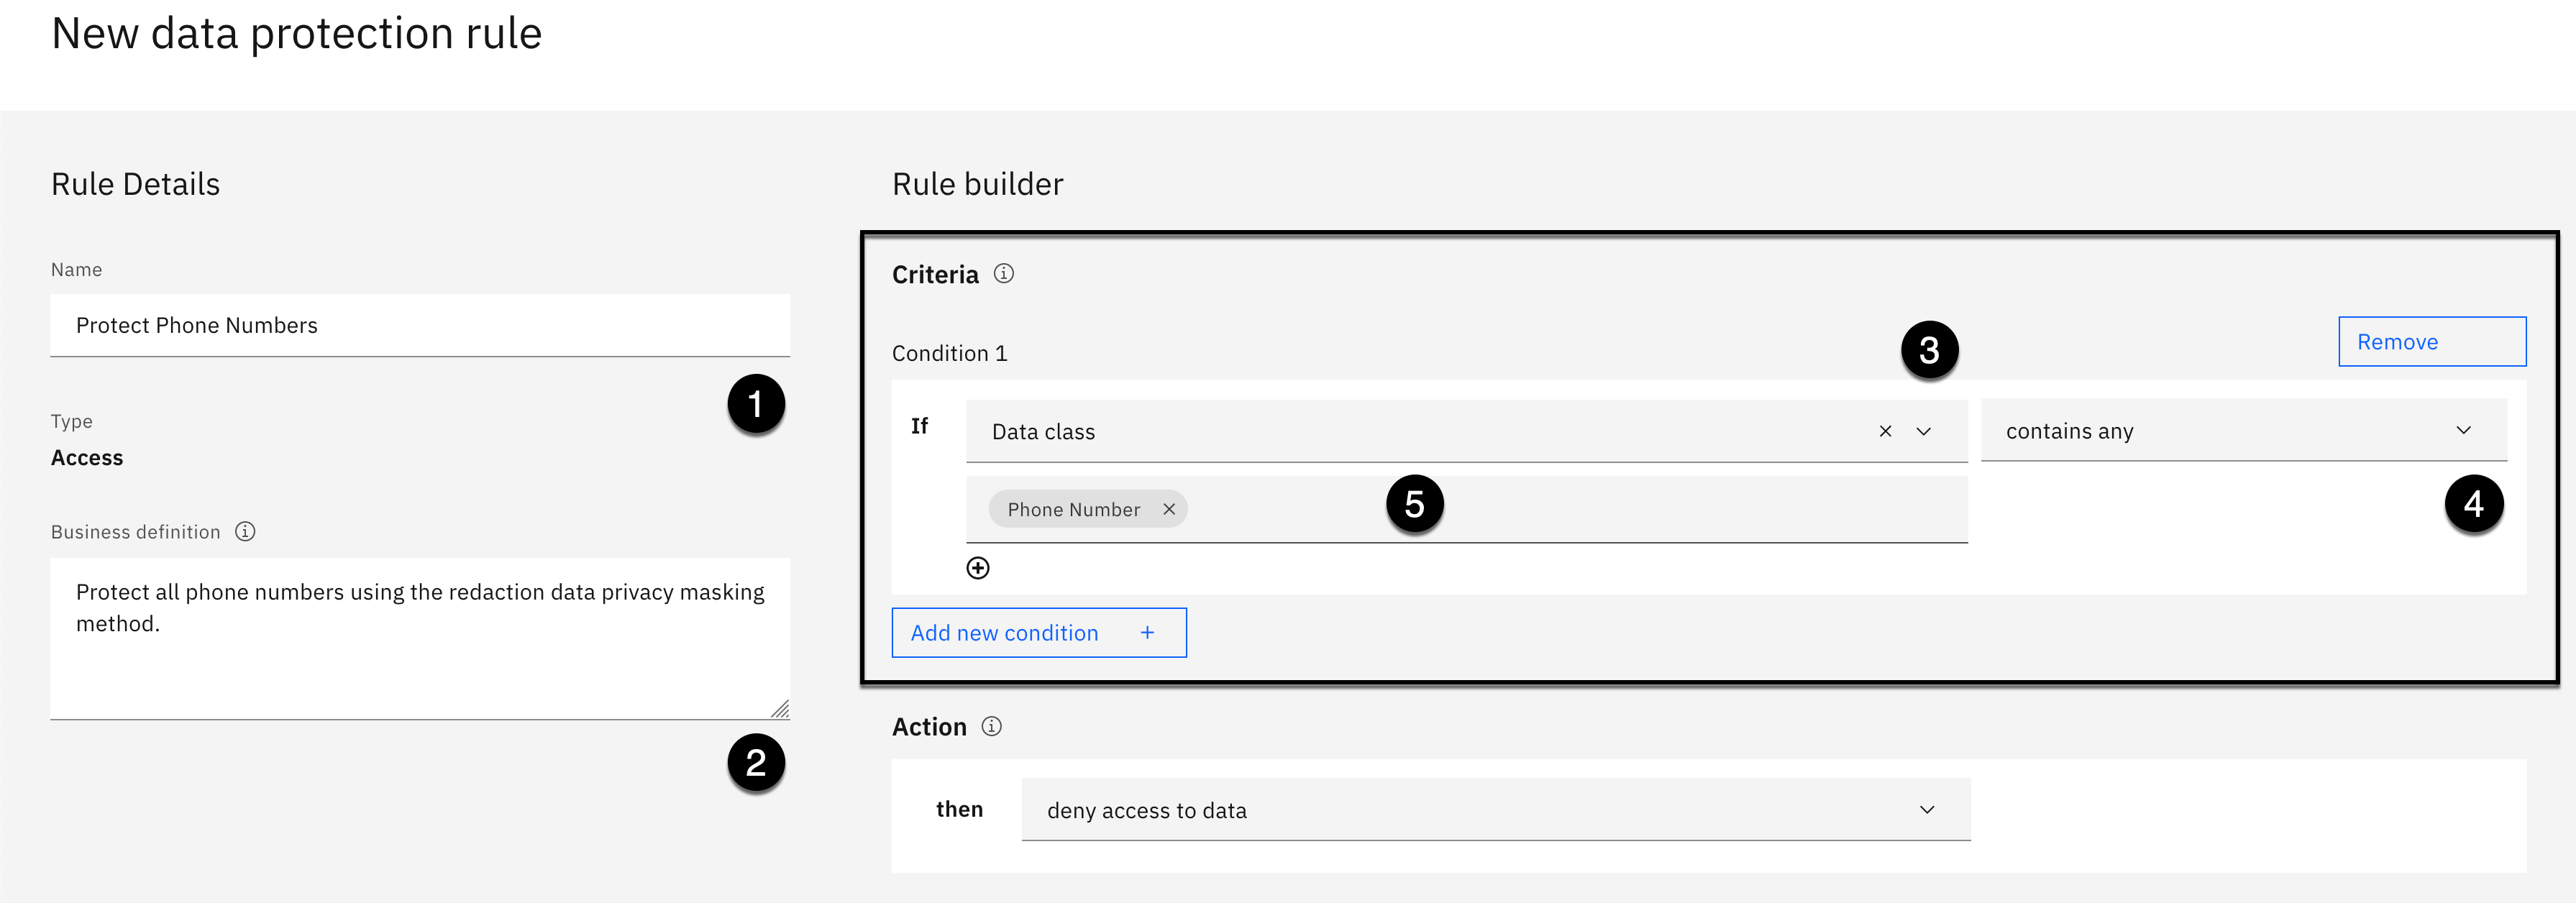 New data protection rule
Rule Details
Name
Protect Phone Numbers
1
Type
Access
Business definition
Protect all phone numbers using the redaction data privacy masking
method.
2
Rule builder
Criteria
Condition 1
3
Remove
If
Data class
contains any
Phone Number
5
4
Add new condition +
Action
then
deny access to data